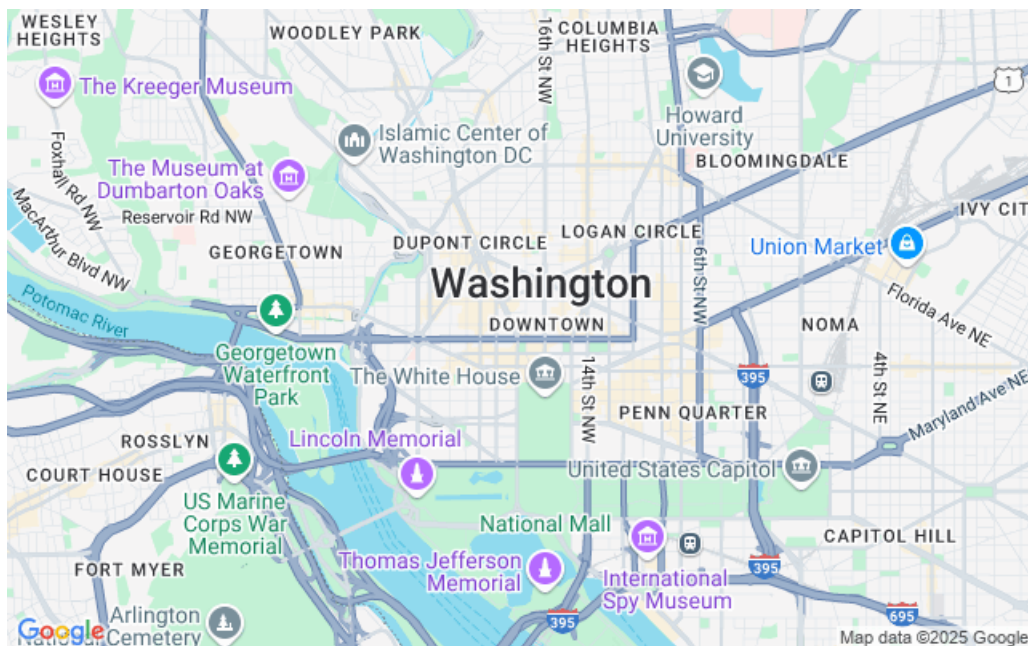 WESLEY
HEIGHTS
WOODLEY PARK
16th St NW
COLUMBIA
HEIGHTS
1
The Kreeger Museum
Howard
University
Islamic Center of
Washington DC
Foxhall Rd NW
The Museum at
Dumbarton Oaks
BLOOMINGDALE
MacArthur Blvd NW
Reservoir Rd NW
IVY CIT
GEORGETOWN
DUPONT CIRCLE
LOGAN CIRCLE
6th St NW
Union Market
Washington
Potomac River
Florida Ave NE
DOWNTOWN
NOMA
Georgetown
Waterfront
Park
The White House
14th St NW
395
4th St NE
Maryland Ave NE
PENN QUARTER
ROSSLYN
Lincoln Memorial
COURT HOUSE
United States Capitol
US Marine
Corps War
Memorial
National Mall
CAPITOL HILL
FORT MYER
Thomas Jefferson
Memorial
395
International
Spy Museum
Arlington
National Cemetery
395
695
Google
Map data ©2025 Google